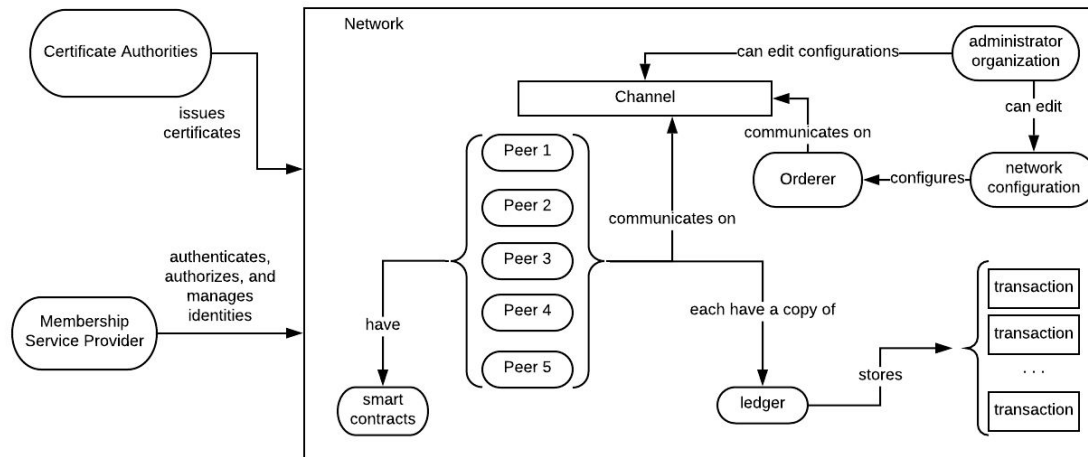 Network
Certificate Authorities
issues
certificates
authenticates,
authorizes, and
manages
identities
Membership
Service Provider
can edit configurations
administrator
organization
Channel
can edit
communicates on
Orderer
configures
network
configuration
Peer 1
Peer 2
Peer 3
Peer 4
Peer 5
communicates on
have
smart
contracts
each have a copy of
ledger
stores
transaction
transaction
. . .
transaction